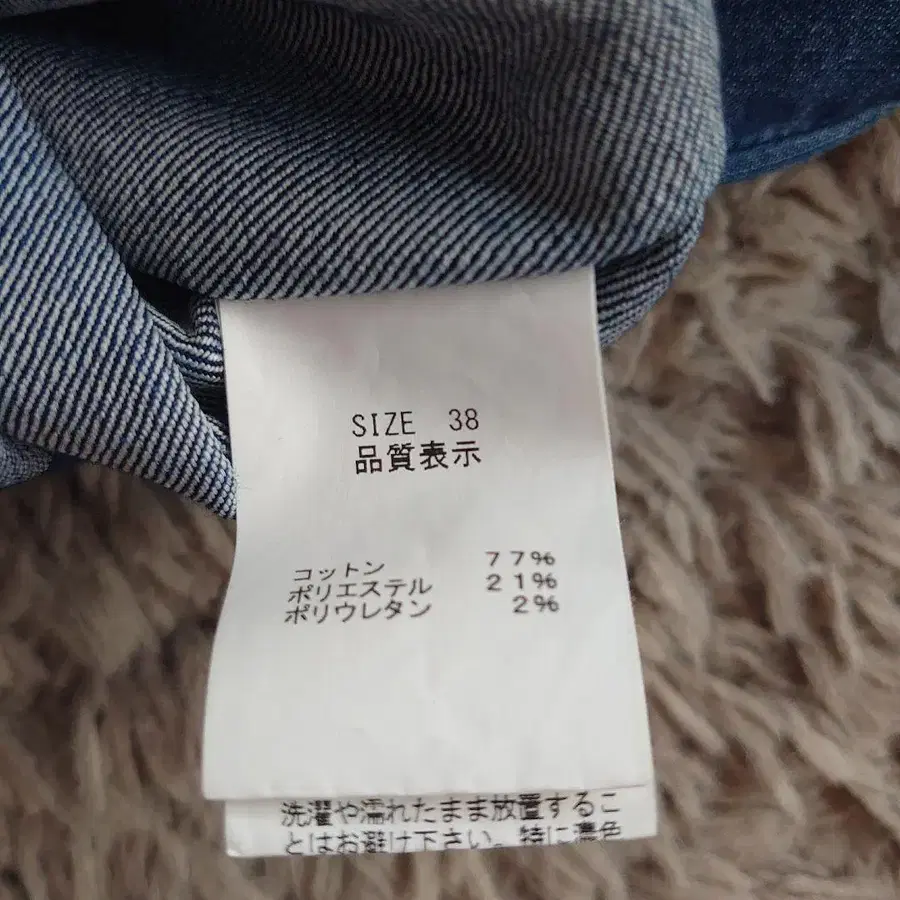 SIZE 38
品質表示
コットン 77%
ポリエステル 21%
ポリウレタン 2%
洗濯や濡れたまま放置するこ
とはお避け下さい。特に濃色